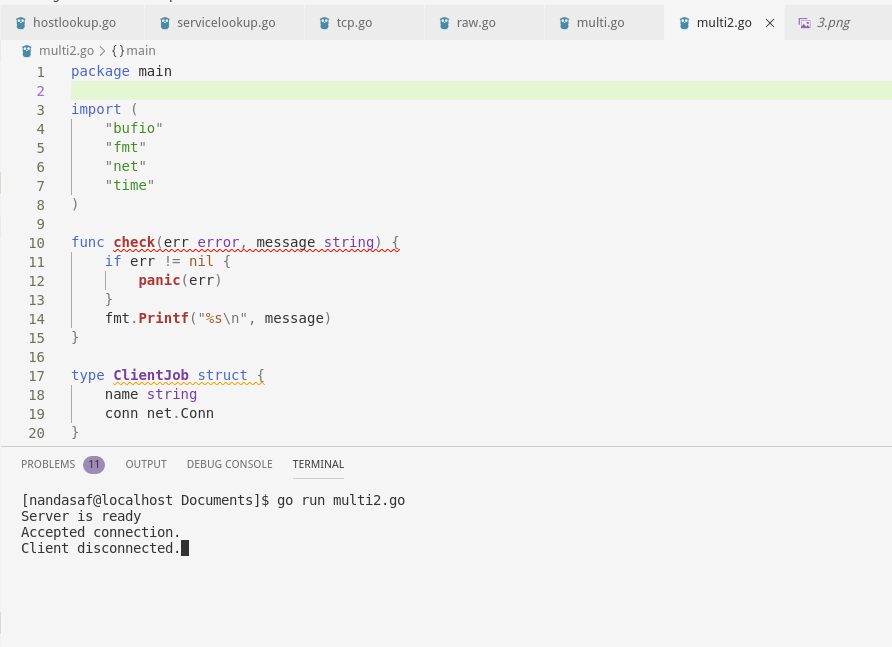 hostlookup.go servicelookup.go tcp.go raw.go multi.go multi2.go × 3.png
multi2.go > {} main
1 package main
2
3 import (
4     "bufio"
5     "fmt"
6     "net"
7     "time"
8 )
9
10 func check(err error, message string) {
11     if err != nil {
12         panic(err)
13     }
14     fmt.Printf("%s\n", message)
15 }
16
17 type ClientJob struct {
18     name string
19     conn net.Conn
20 }
PROBLEMS 11 OUTPUT DEBUG CONSOLE TERMINAL
[nandasaf@localhost Documents]$ go run multi2.go
Server is ready
Accepted connection.
Client disconnected.